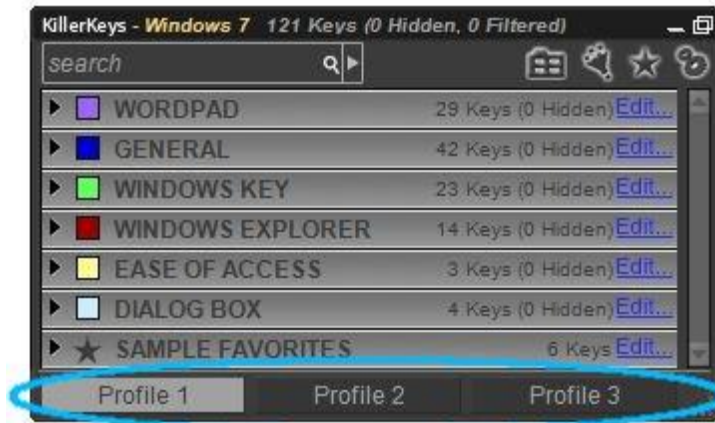 KillerKeys - Windows 7 121 Keys (0 Hidden, 0 Filtered)
search
WORDPAD 29 Keys (0 Hidden) Edit...
GENERAL 42 Keys (0 Hidden) Edit...
WINDOWS KEY 23 Keys (0 Hidden) Edit...
WINDOWS EXPLORER 14 Keys (0 Hidden) Edit...
EASE OF ACCESS 3 Keys (0 Hidden) Edit...
DIALOG BOX 4 Keys (0 Hidden) Edit...
SAMPLE FAVORITES 6 Keys Edit...
Profile 1 Profile 2 Profile 3